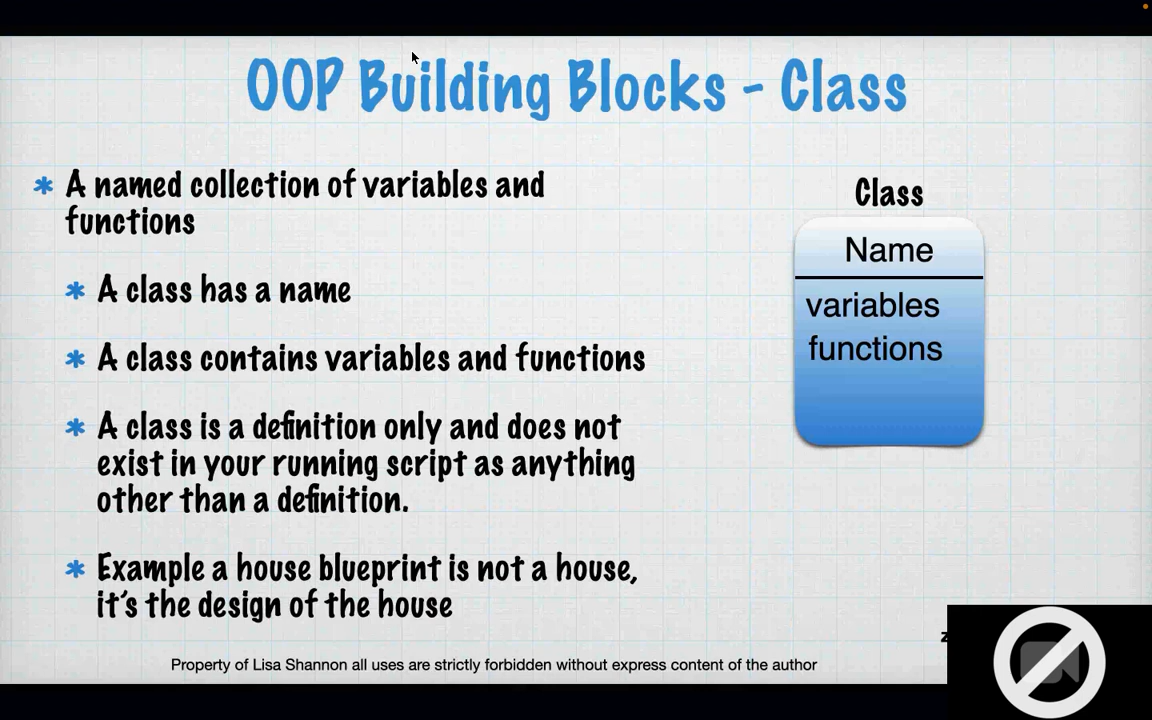 OOP Building Blocks - Class
* A named collection of variables and
functions
* A class has a name
* A class contains variables and functions
* A class is a definition only and does not
exist in your running script as anything
other than a definition.
* Example a house blueprint is not a house,
it's the design of the house
Class
Name
variables
functions
Property of Lisa Shannon all uses are strictly forbidden without express content of the author